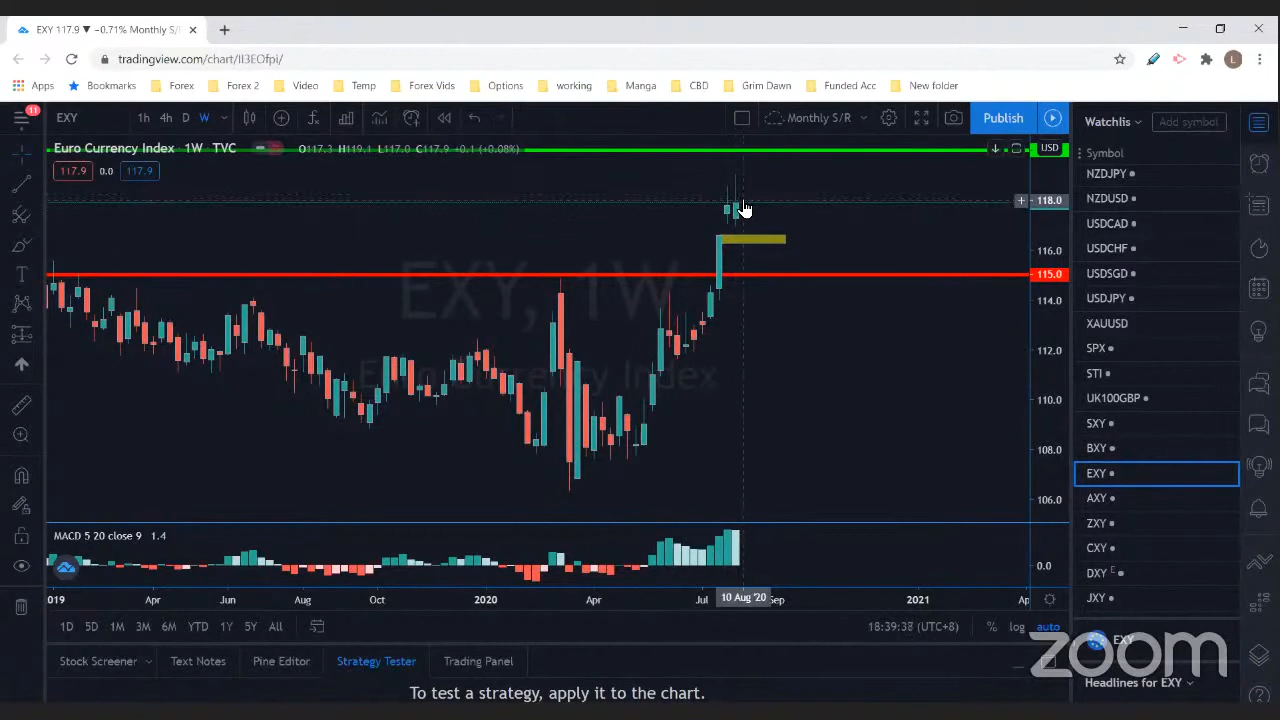 EXY 117.9 ▼ −0.71% Monthly S/R
tradingview.com/chart/II3EOfpi/
L
Apps Bookmarks Forex Forex 2 Video Temp Forex Vids Options working Manga CBD Grim Dawn Funded Acc New folder
11
EXY 1h 4h D W Monthly S/R Publish
Watchlis Add symbol
Euro Currency Index · 1W · TVC O117.3 H119.1 L117.0 C117.9 +0.1 (+0.08%) USD
117.9 0.0 117.9
Symbol
NZDJPY
NZDUSD
USDCAD
USDCHF
USDSGD
USDJPY
XAUUSD
SPX
STI
UK100GBP
SXY
BXY
EXY
AXY
ZXY
CXY
DXY E
JXY
118.0
116.0
115.0
114.0
112.0
110.0
108.0
106.0
EXY, 1W
Euro Currency Index
MACD 5 20 close 9 1.4
0.0
2019 Apr Jun Aug Oct 2020 Apr Jul 10 Aug '20 Sep 2021 Ap
1D 5D 1M 3M 6M YTD 1Y 5Y All 18:39:38 (UTC+8) % log auto
EXY
zoom
Stock Screener Text Notes Pine Editor Strategy Tester Trading Panel
Headlines for EXY
To test a strategy, apply it to the chart.